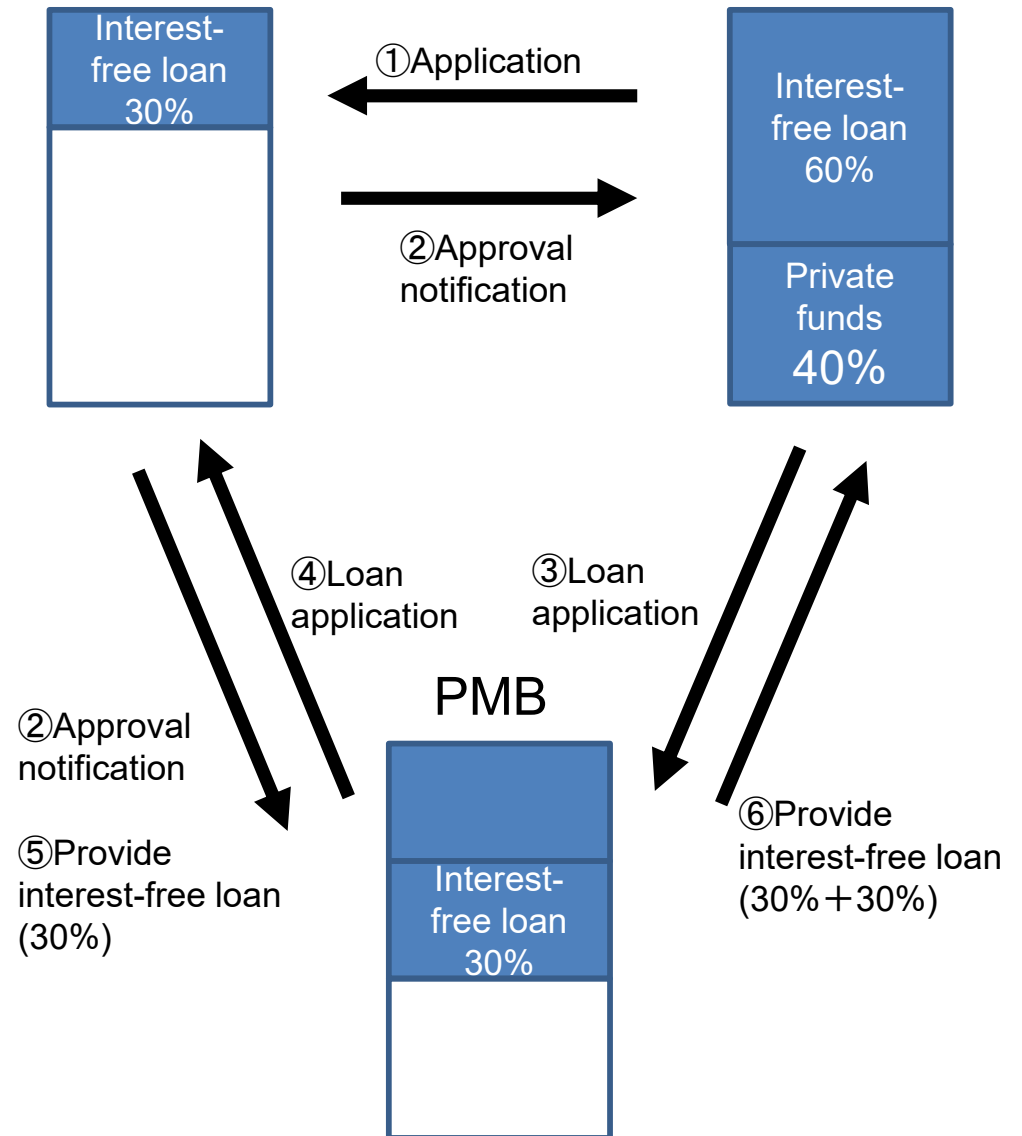 Interest-
free loan
30%
①Application
Interest-
free loan
60%
②Approval
notification
Private
funds
40%
④Loan
application
③Loan
application
PMB
②Approval
notification
⑤Provide
interest-free loan
(30%)
Interest-
free loan
30%
⑥Provide
interest-free loan
(30%＋30%)